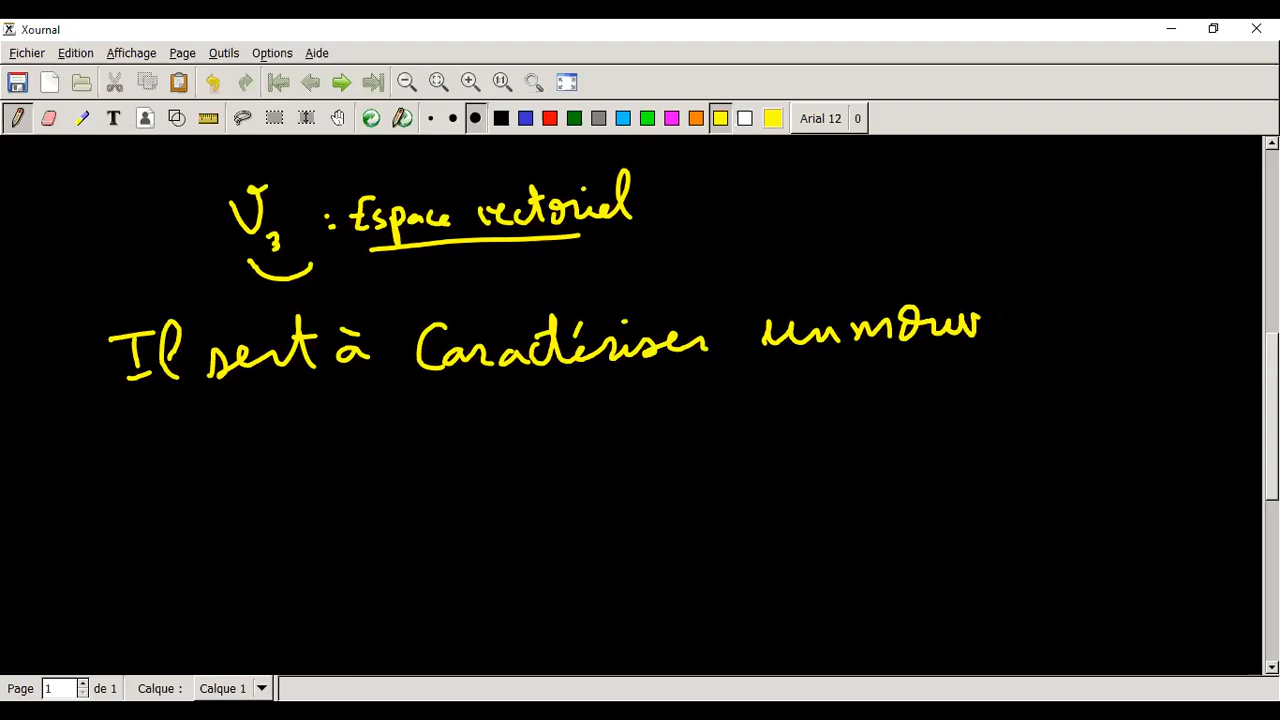 Xournal
Fichier Edition Affichage Page Outils Options Aide
Arial 12 0
V3 : Espace vectoriel
Il sert à Caractériser un mouv
Page 1 de 1 Calque : Calque 1